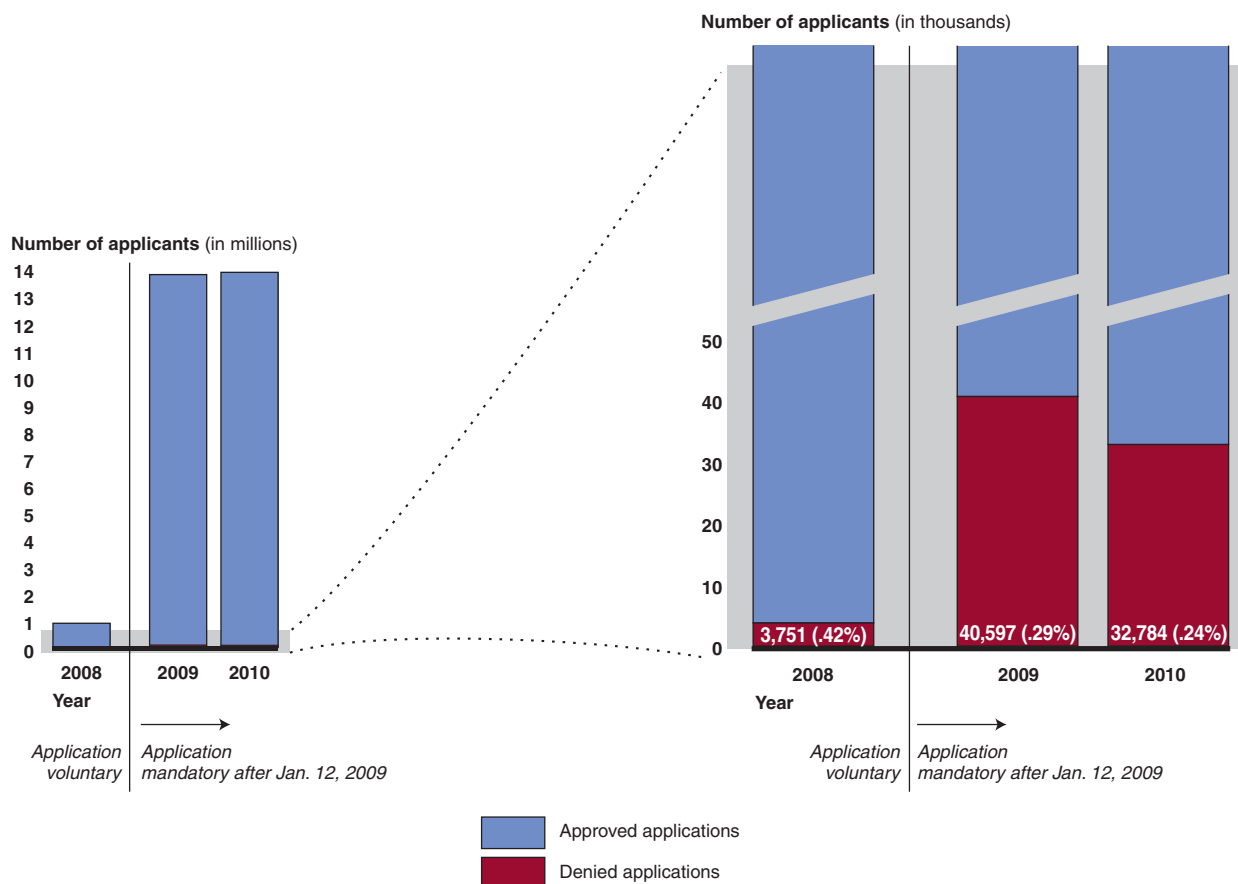 Number of applicants (in millions)
14
13
12
11
10
9
8
7
6
5
4
3
2
1
0
2008
2009
2010
Year
Application
voluntary
Application
mandatory after Jan. 12, 2009
Number of applicants (in thousands)
50
40
30
20
10
0
3,751 (.42%)
40,597 (.29%)
32,784 (.24%)
2008
2009
2010
Year
Application
voluntary
Application
mandatory after Jan. 12, 2009
Approved applications
Denied applications